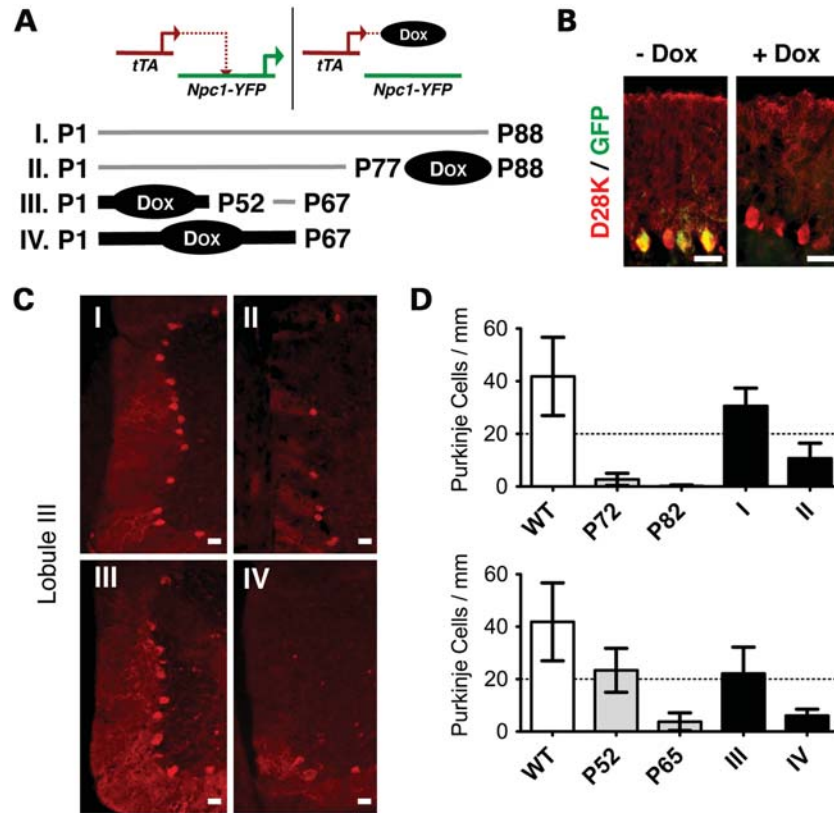 A
tTA
Npc1-YFP
Dox
tTA
Npc1-YFP
I. P1 P88
II. P1 P77 Dox P88
III. P1 Dox P52 P67
IV. P1 Dox P67
B
- Dox + Dox
D28K / GFP
C
Lobule III
I II
III IV
D
Purkinje Cells / mm
60
40
20
0
WT P72 P82 I II
Purkinje Cells / mm
60
40
20
0
WT P52 P65 III IV